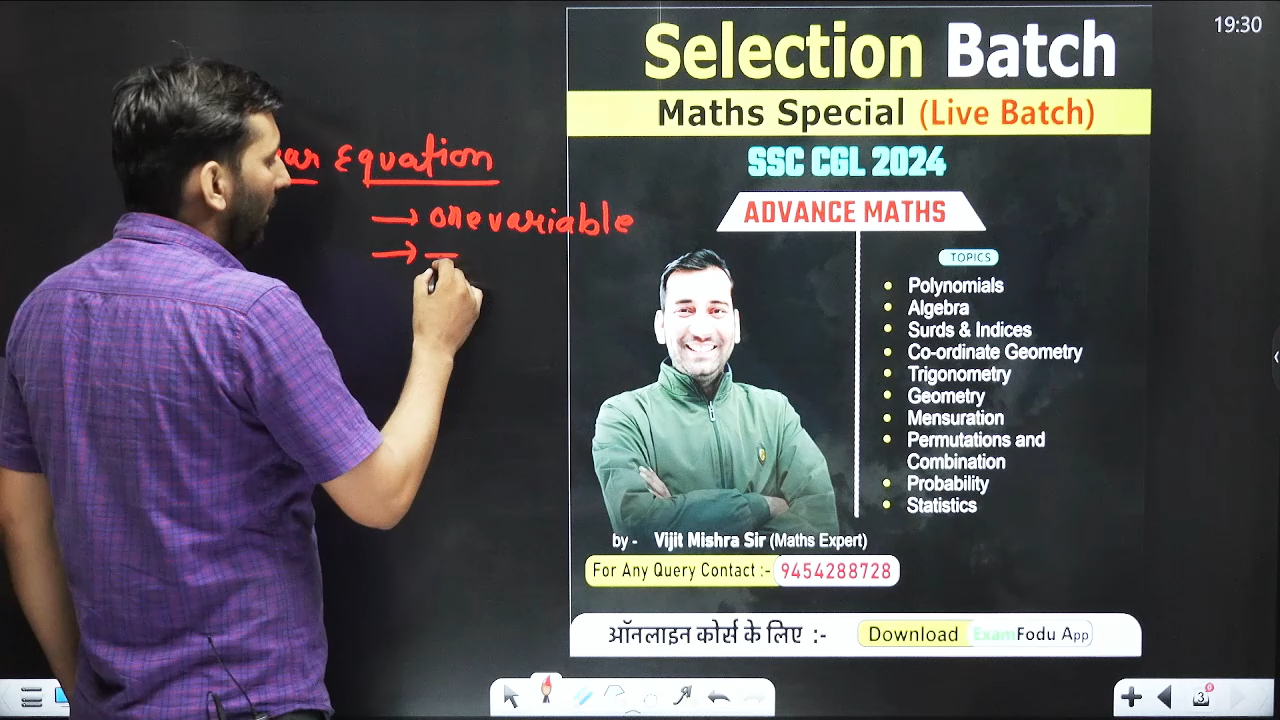 19:30
Selection Batch
Maths Special (Live Batch)
SSC CGL 2024
ADVANCE MATHS
TOPICS
Polynomials
Algebra
Surds & Indices
Co-ordinate Geometry
Trigonometry
Geometry
Mensuration
Permutations and
Combination
Probability
Statistics
by - Vijit Mishra Sir (Maths Expert)
For Any Query Contact :- 9454288728
ऑनलाइन कोर्स के लिए :-
Download ExamFodu App
Equation
→ one variable
→
3